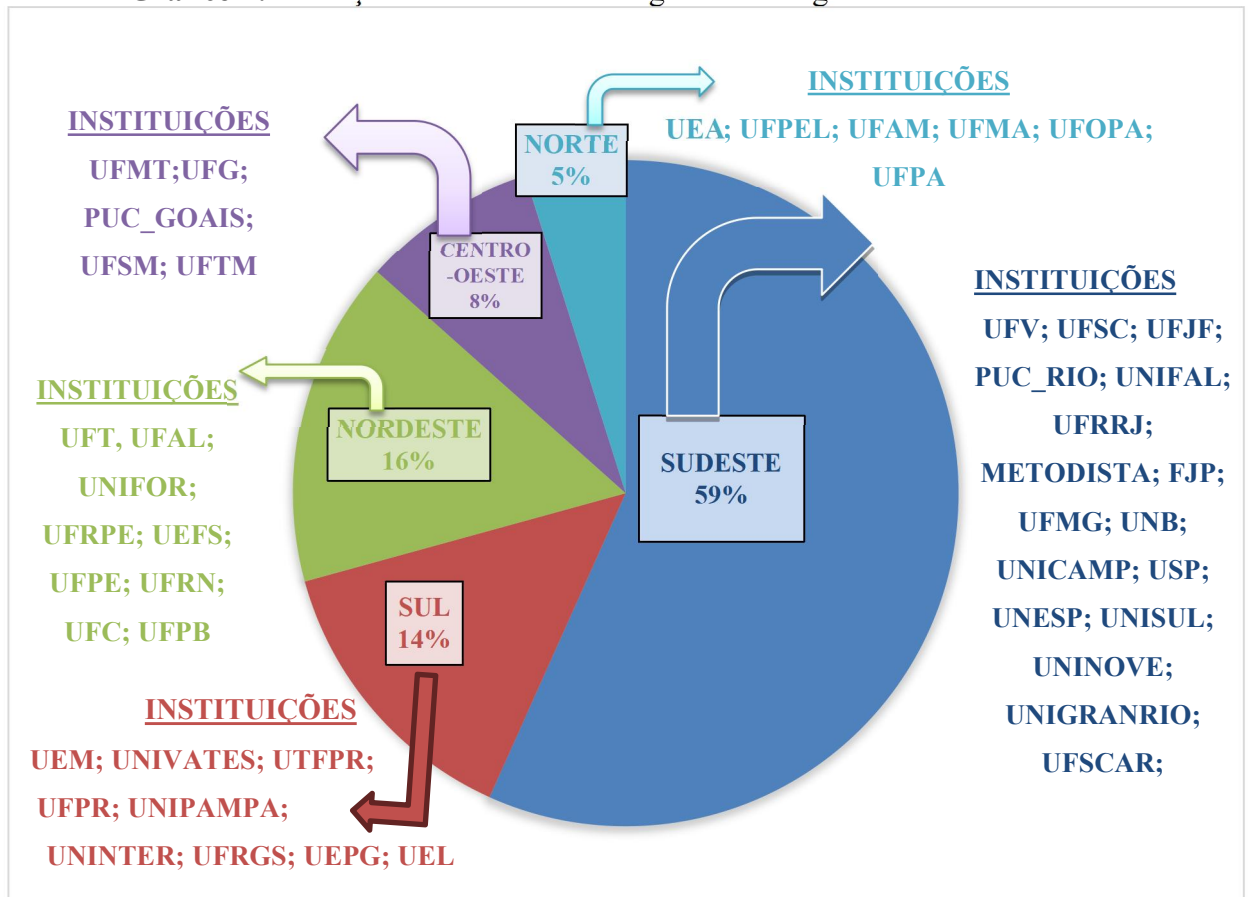 INSTITUIÇÕES
UEA; UFPEL; UFAM; UFMA; UFOPA;
UFPA
INSTITUIÇÕES
UFMT;UFG;
PUC_GOAIS;
UFSM; UFTM
NORTE
5%
CENTRO
-OESTE
8%
INSTITUIÇÕES
UFV; UFSC; UFJF;
PUC_RIO; UNIFAL;
UFRRJ;
METODISTA; FJP;
UFMG; UNB;
UNICAMP; USP;
UNESP; UNISUL;
UNINOVE;
UNIGRANRIO;
UFSCAR;
INSTITUIÇÕES
UFT, UFAL;
UNIFOR;
UFRPE; UEFS;
UFPE; UFRN;
UFC; UFPB
NORDESTE
16%
SUDESTE
59%
SUL
14%
INSTITUIÇÕES
UEM; UNIVATES; UTFPR;
UFPR; UNIPAMPA;
UNINTER; UFRGS; UEPG; UEL